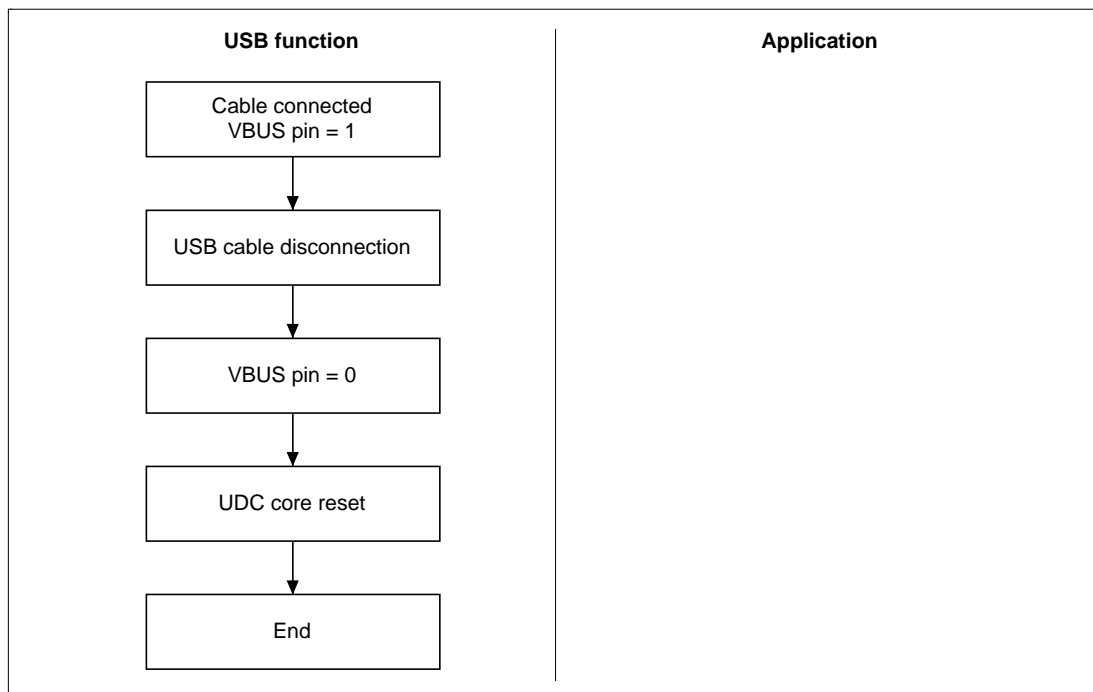 USB function
Application
Cable connected
VBUS pin = 1
USB cable disconnection
VBUS pin = 0
UDC core reset
End